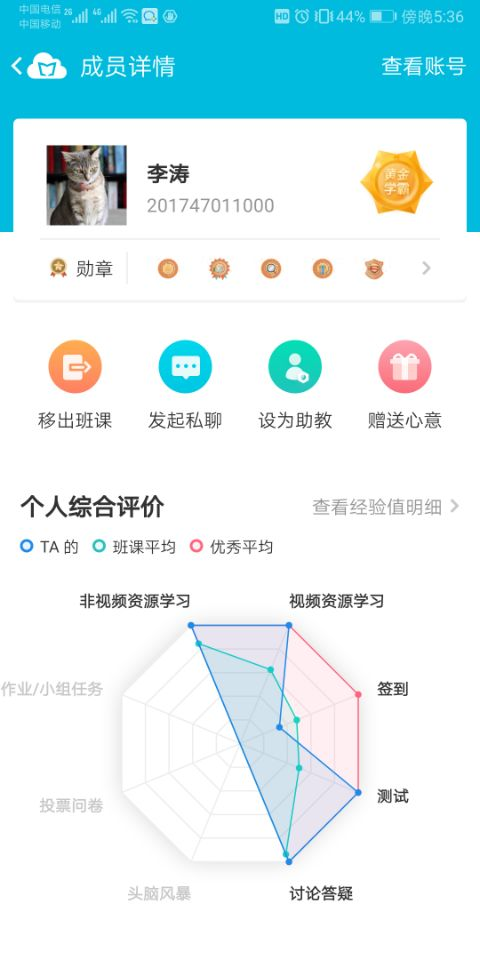 中国电信 2G 4G HD 44% 傍晚5:36
中国移动
成员详情 查看账号
李涛
201747011000
黄金
学霸
勋章
移出班课 发起私聊 设为助教 赠送心意
个人综合评价 查看经验值明细
TA 的 班课平均 优秀平均
非视频资源学习 视频资源学习
作业/小组任务 签到
投票问卷 测试
头脑风暴 讨论答疑